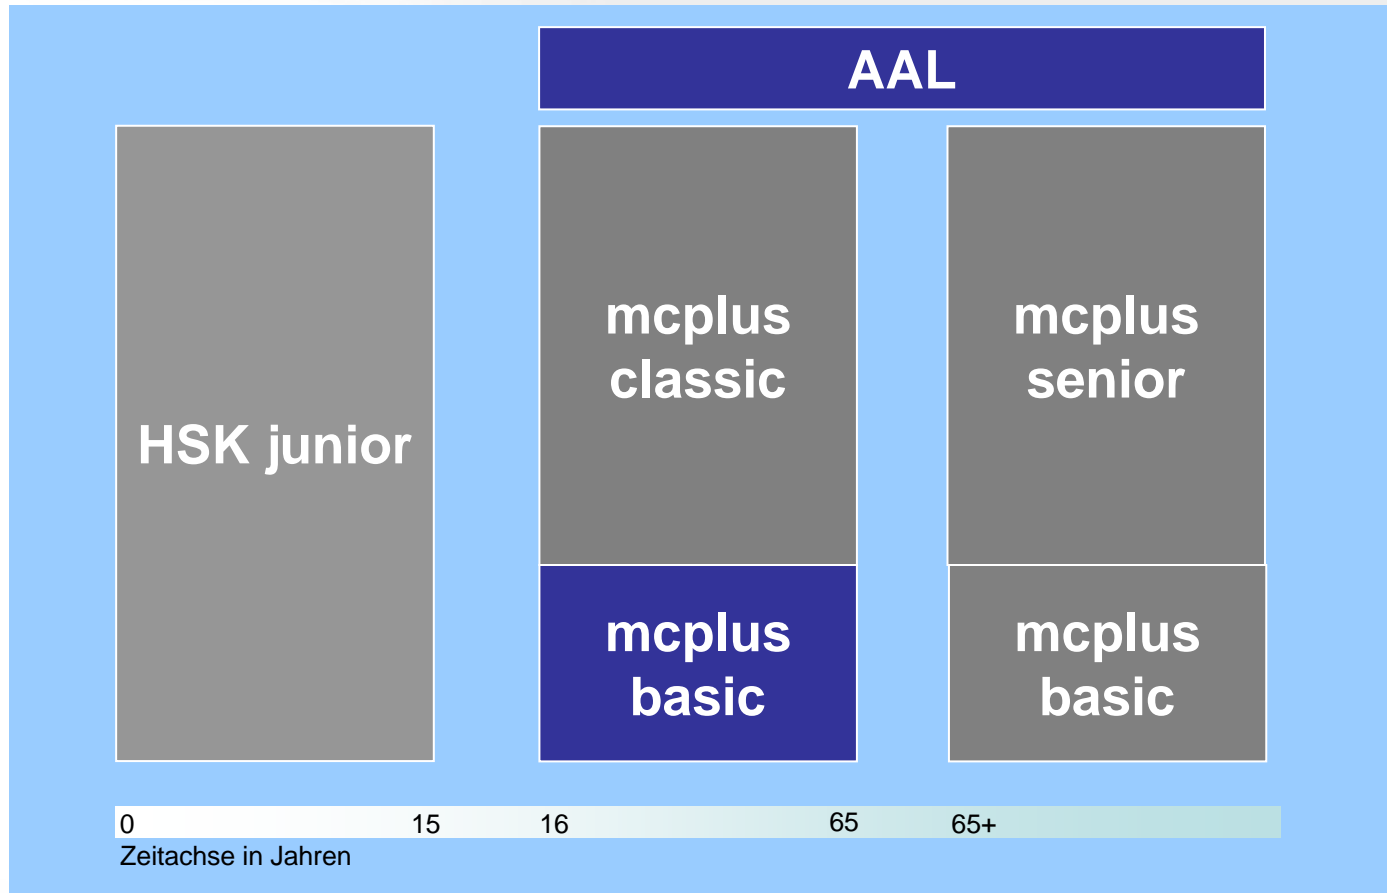 AAL
HSK junior
mcplus
classic
mcplus
basic
mcplus
senior
mcplus
basic
0 15 16 65 65+
Zeitachse in Jahren